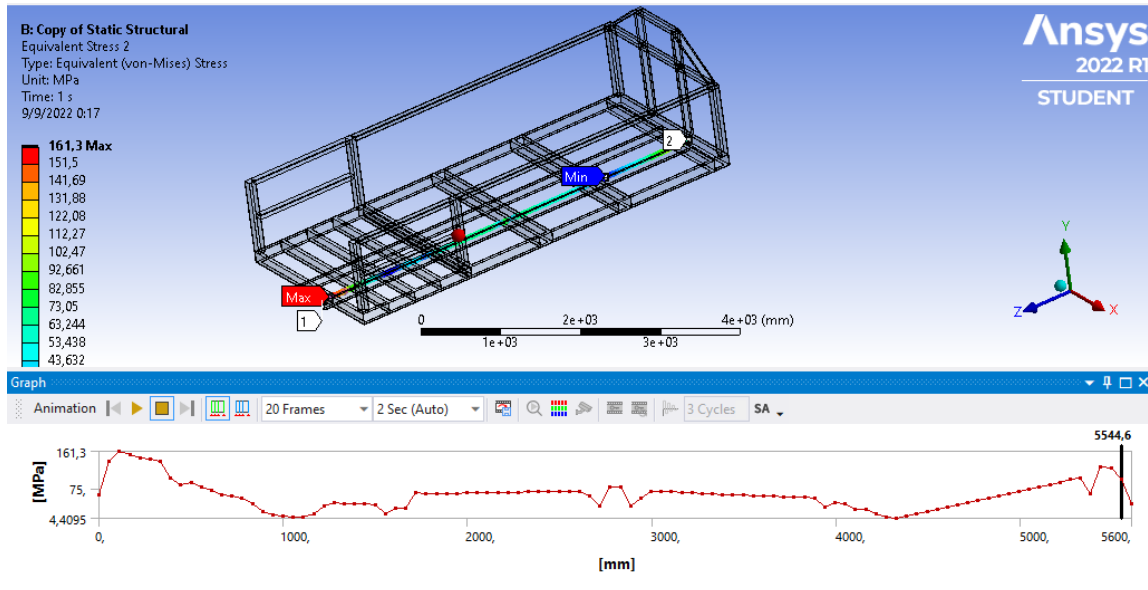 B: Copy of Static Structural
Equivalent Stress 2
Type: Equivalent (von-Mises) Stress
Unit: MPa
Time: 1 s
9/9/2022 0:17
161,3 Max
151,5
141,69
131,88
122,08
112,27
102,47
92,661
82,855
73,05
63,244
53,438
43,632
Ansys
2022 R1
STUDENT
2
Min
Max
1
0
2e+03
4e+03 (mm)
1e+03
3e+03
Y
Z
X
Graph
Animation
20 Frames
2 Sec (Auto)
3 Cycles
SA
5544,6
161,3
75,
4,4095
[MPa]
0,
1000,
2000,
3000,
4000,
5000,
5600,
[mm]